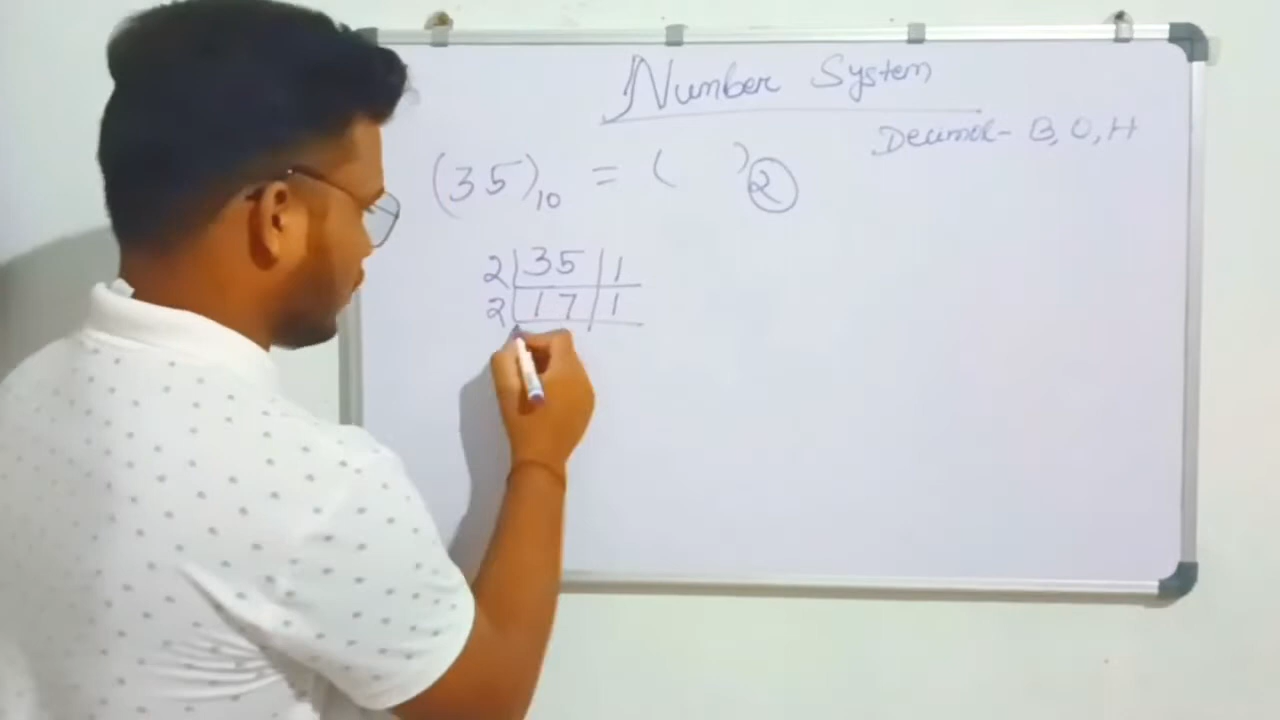 Number System
Decimal - B, O, H
(35)10 = ( )2
2 | 35 | 1
2 | 17 | 1